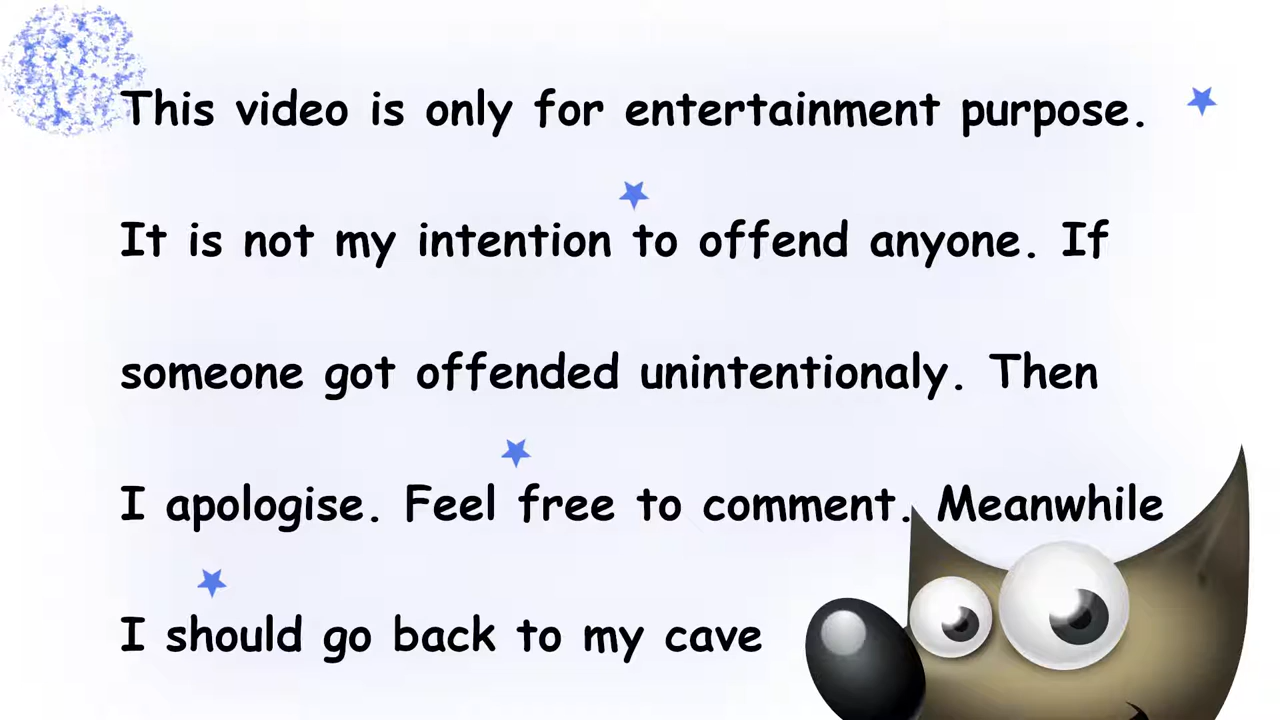 This video is only for entertainment purpose.
It is not my intention to offend anyone. If
someone got offended unintentionaly. Then
I apologise. Feel free to comment. Meanwhile
I should go back to my cave